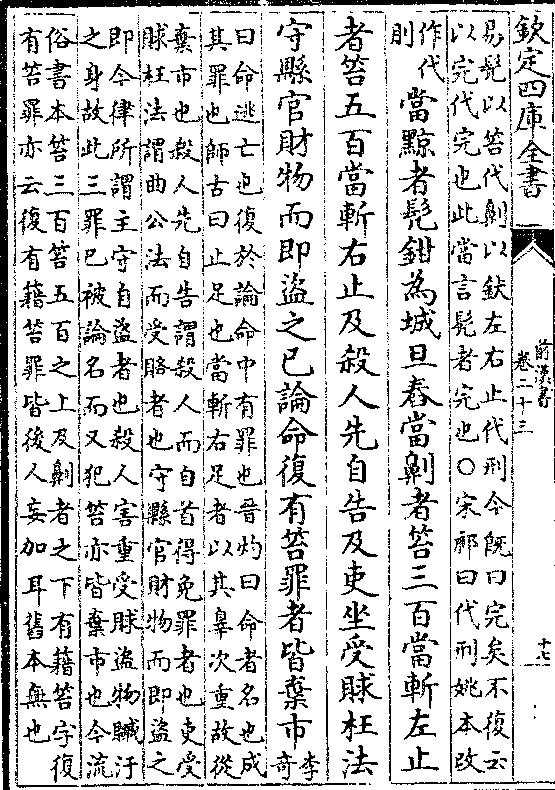 欽定四庫全書
前漢書
卷二十三
十七
易髡以笞代劓以釱左右止代刑今既曰完矣不復云
以完代完也此當言髡者完也○宋祁曰代刑姚本改
作代
則
當黥者髡鉗為城旦舂當劓者笞三百當斬左止
者笞五百當斬右止及殺人先自告及吏坐受賕枉法
守縣官財物而即盜之已論命復有笞罪者皆棄市
李
奇
曰命逃亡也復於論命中有罪也晉灼曰命者名也成
其罪也師古曰止足也當斬右足者以其辠次重故從
棄市也殺人先自告謂殺人而自首得免罪者也吏受
賕枉法謂曲公法而受賂者也守縣官財物而即盜之
即今律所謂主守自盜者也殺人害重受賕盜物贓汙
之身故此三罪已被論名而又犯笞亦皆棄市也今流
俗書本笞三百笞五百之上及劓者之下有籍笞字復
有笞罪亦云復有籍笞罪皆後人妄加耳舊本無也